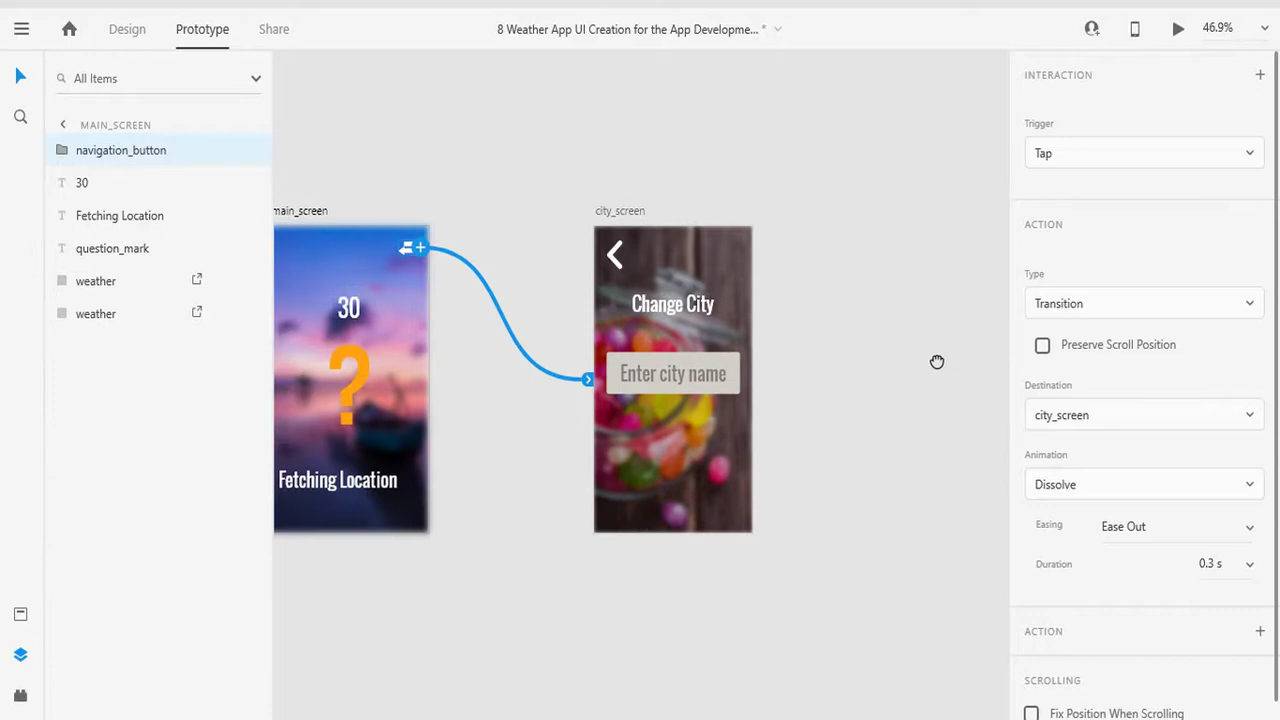 Design
Prototype
Share
8 Weather App UI Creation for the App Developme... *
46.9%
All Items
MAIN_SCREEN
navigation_button
30
Fetching Location
question_mark
weather
weather
main_screen
30
?
Fetching Location
city_screen
Change City
Enter city name
INTERACTION
Trigger
Tap
ACTION
Type
Transition
Preserve Scroll Position
Destination
city_screen
Animation
Dissolve
Easing
Ease Out
Duration
0.3 s
ACTION
SCROLLING
Fix Position When Scrolling